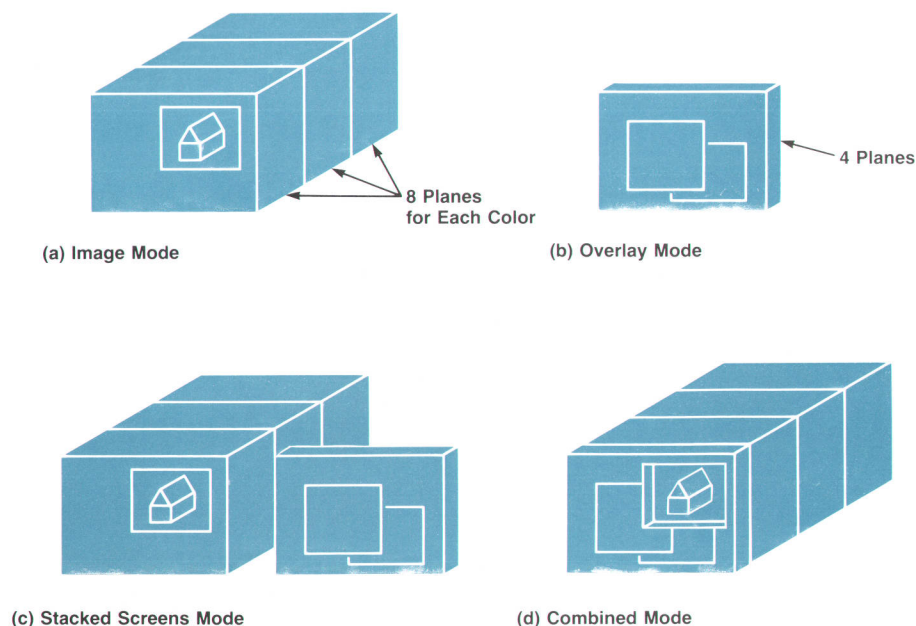 8 Planes
for Each Color
4 Planes
(a) Image Mode
(b) Overlay Mode
(c) Stacked Screens Mode
(d) Combined Mode